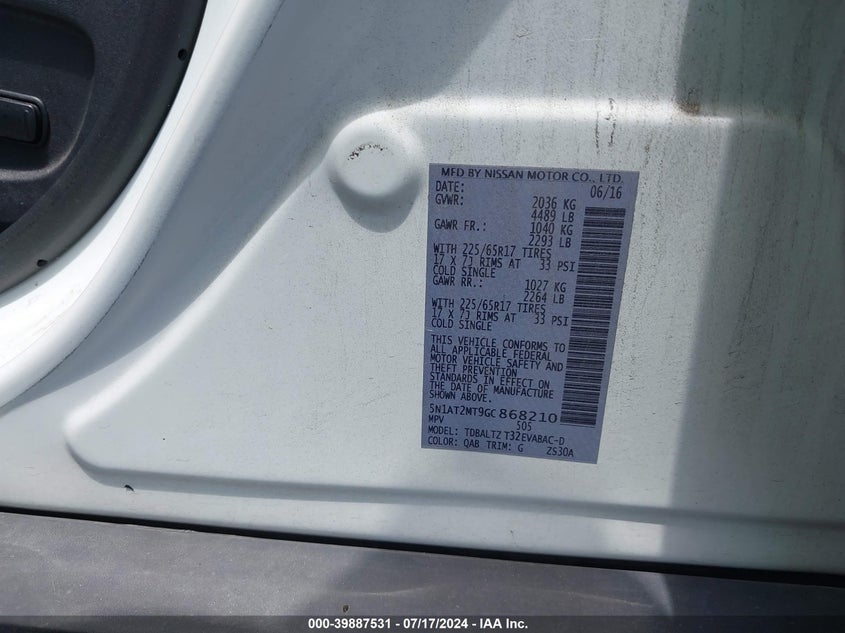 MFD BY NISSAN MOTOR CO., LTD.
DATE: 06/16
GVWR: 2036 KG
4489 LB
GAWR FR.: 1040 KG
2293 LB
WITH 225/65R17 TIRES
17 X 7J RIMS AT 33 PSI
COLD SINGLE
GAWR RR.: 1027 KG
2264 LB
WITH 225/65R17 TIRES
17 X 7J RIMS AT 33 PSI
COLD SINGLE
THIS VEHICLE CONFORMS TO
ALL APPLICABLE FEDERAL
MOTOR VEHICLE SAFETY AND
THEFT PREVENTION
STANDARDS IN EFFECT ON
THE DATE OF MANUFACTURE
SHOWN ABOVE.
5N1AT2MT9GC868210
MPV 505
MODEL: TDBALTZ T32EVABAC-D
COLOR: QAB TRIM: G ZS30A
000-39887531 - 07/17/2024 - IAA Inc.